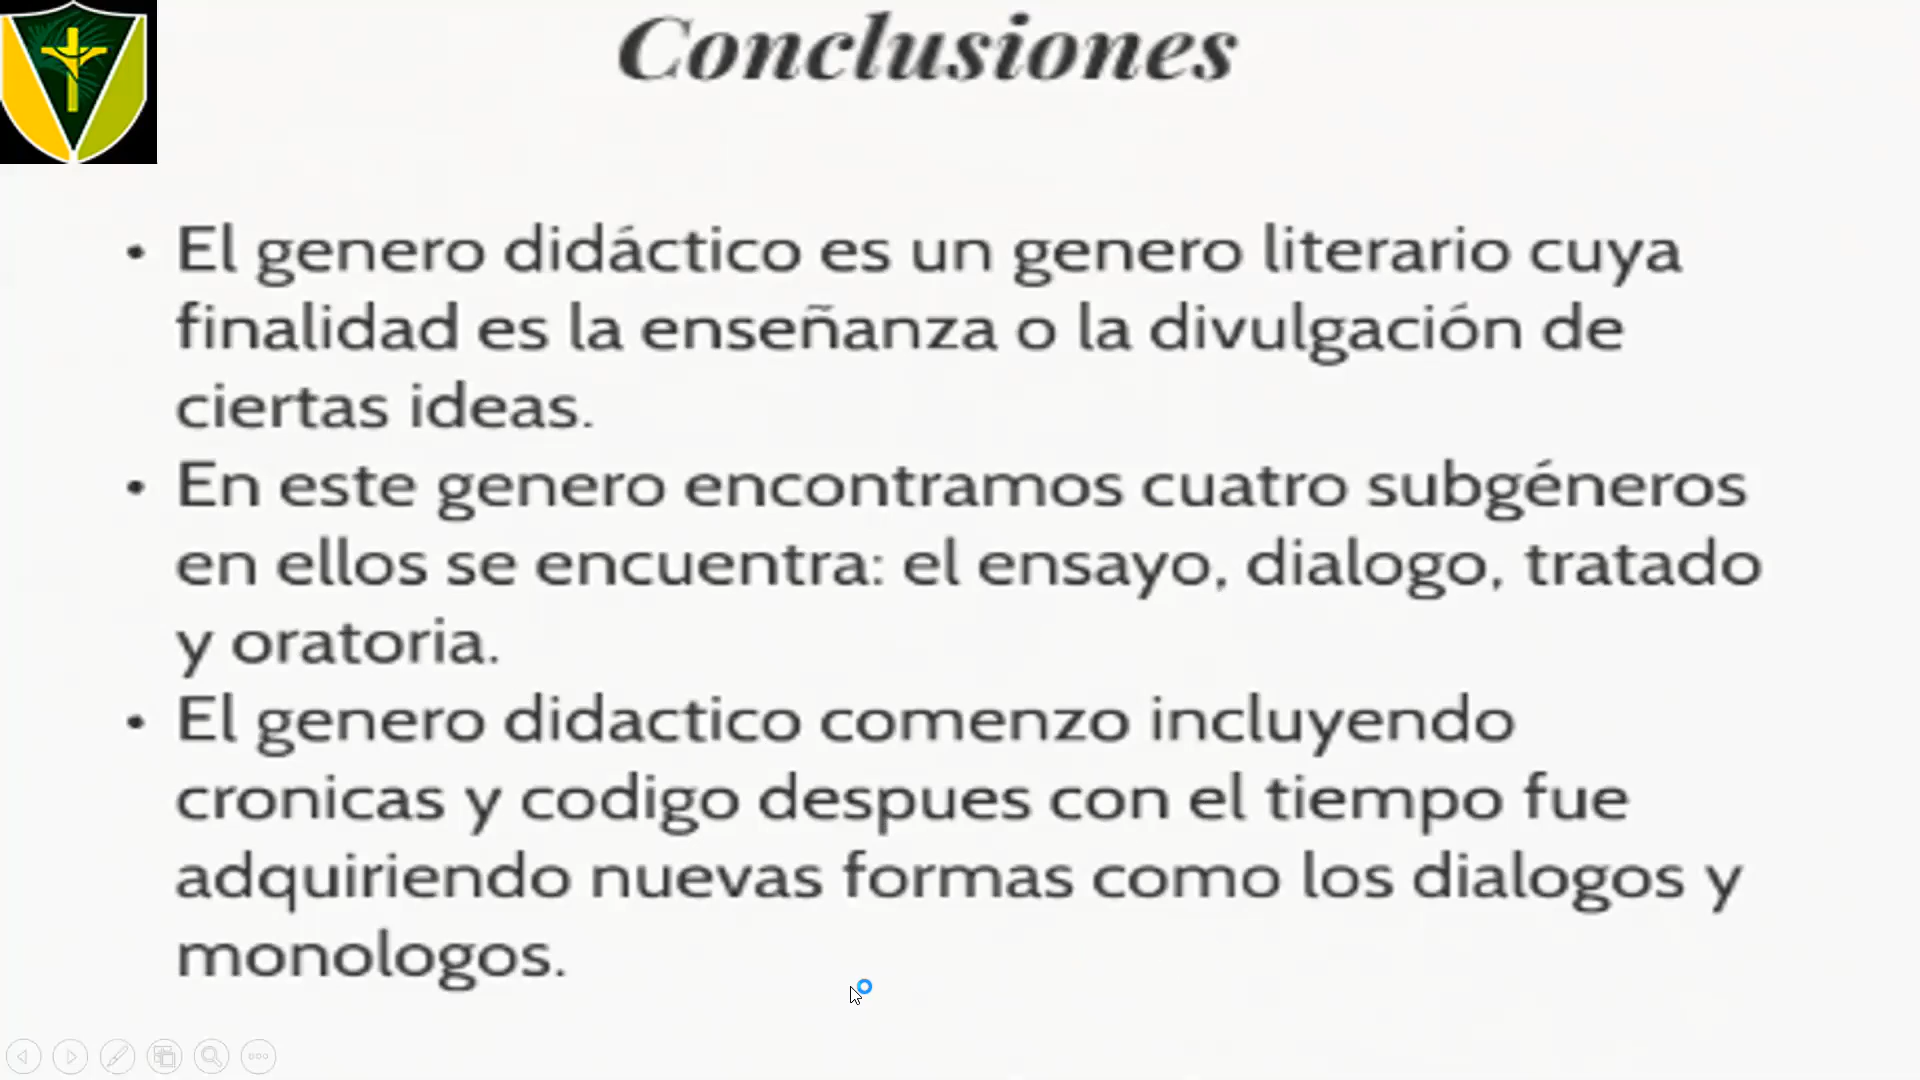 Conclusiones
• El genero didáctico es un genero literario cuya
finalidad es la enseñanza o la divulgación de
ciertas ideas.
• En este genero encontramos cuatro subgéneros
en ellos se encuentra: el ensayo, dialogo, tratado
y oratoria.
• El genero didactico comenzo incluyendo
cronicas y codigo despues con el tiempo fue
adquiriendo nuevas formas como los dialogos y
monologos.